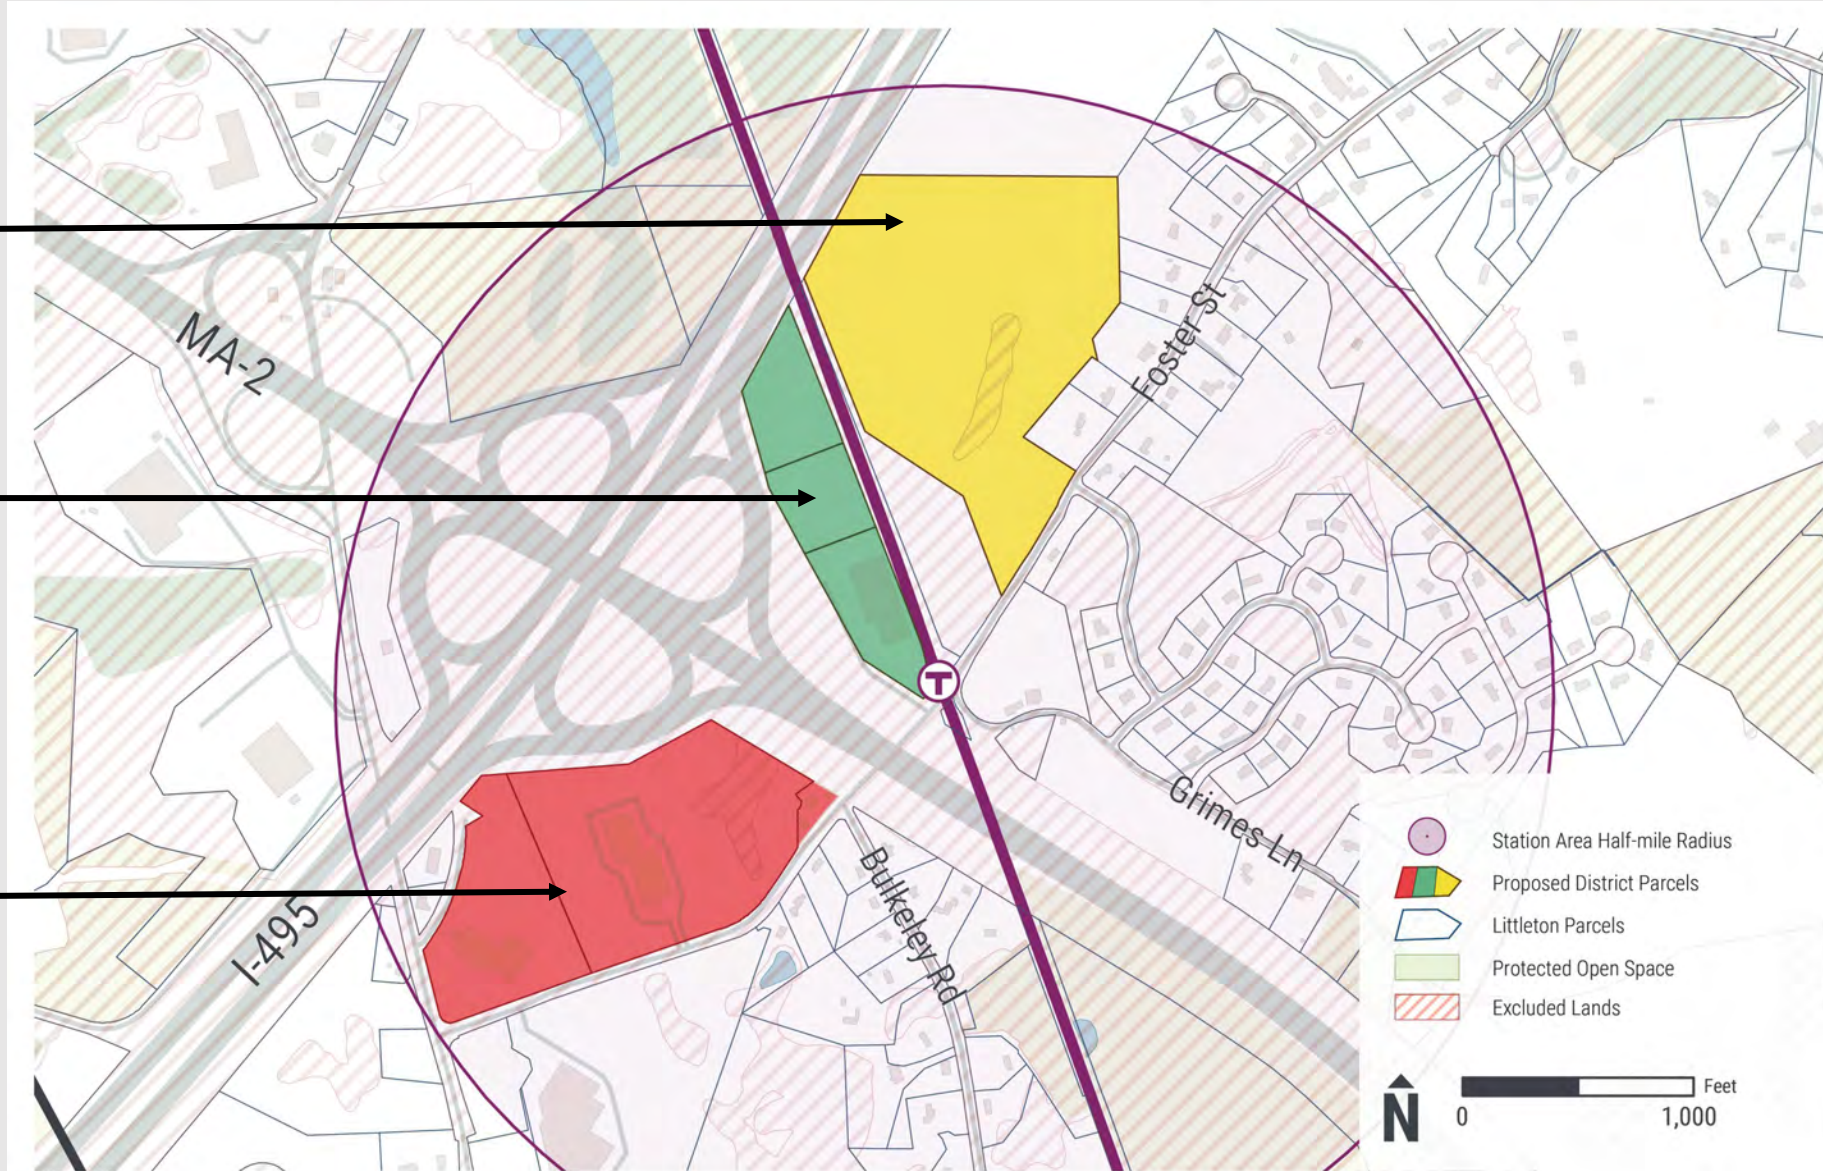 MA-2
Foster St
T
Grimes Ln
Bulkeley Rd
I-495
Station Area Half-mile Radius
Proposed District Parcels
Littleton Parcels
Protected Open Space
Excluded Lands
N
Feet
0 1,000